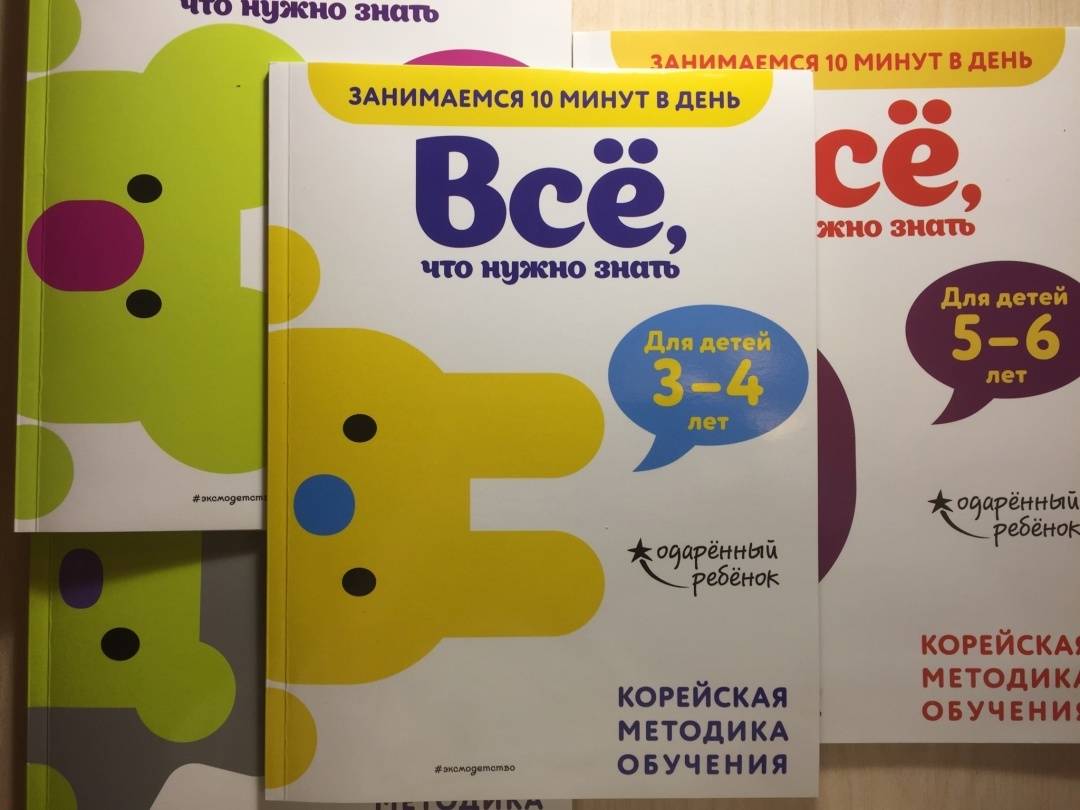 что нужно знать
#эксмодетство
ЗАНИМАЕМСЯ 10 МИНУТ В ДЕНЬ
Всё,
что нужно знать
Для детей
3–4
лет
одарённый
ребёнок
КОРЕЙСКАЯ
МЕТОДИКА
ОБУЧЕНИЯ
#эксмодетство
ЗАНИМАЕМСЯ 10 МИНУТ В ДЕНЬ
сё,
жно знать
Для детей
5–6
лет
одарённый
ребёнок
КОРЕЙСКАЯ
МЕТОДИКА
ОБУЧЕНИЯ
МЕТОДИКА